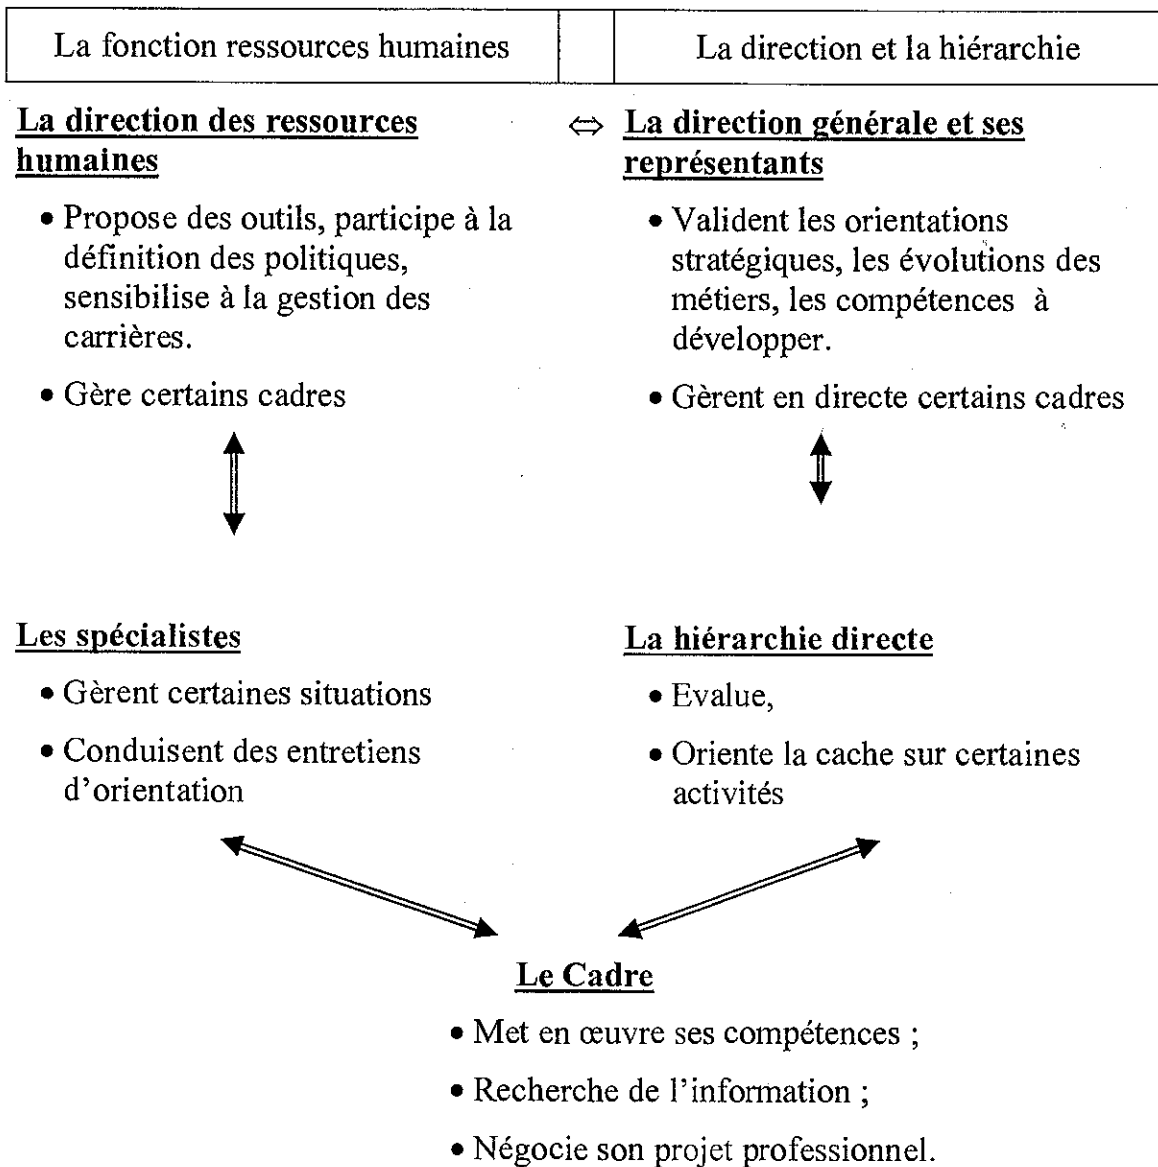 La fonction ressources humaines
La direction et la hiérarchie
La direction des ressources
humaines
• Propose des outils, participe à la
définition des politiques,
sensibilise à la gestion des
carrières.
• Gère certains cadres
⇔
La direction générale et ses
représentants
• Valident les orientations
stratégiques, les évolutions des
métiers, les compétences à
développer.
• Gèrent en directe certains cadres
Les spécialistes
• Gèrent certaines situations
• Conduisent des entretiens
d'orientation
La hiérarchie directe
• Evalue,
• Oriente la cache sur certaines
activités
Le Cadre
• Met en œuvre ses compétences ;
• Recherche de l'information ;
• Négocie son projet professionnel.